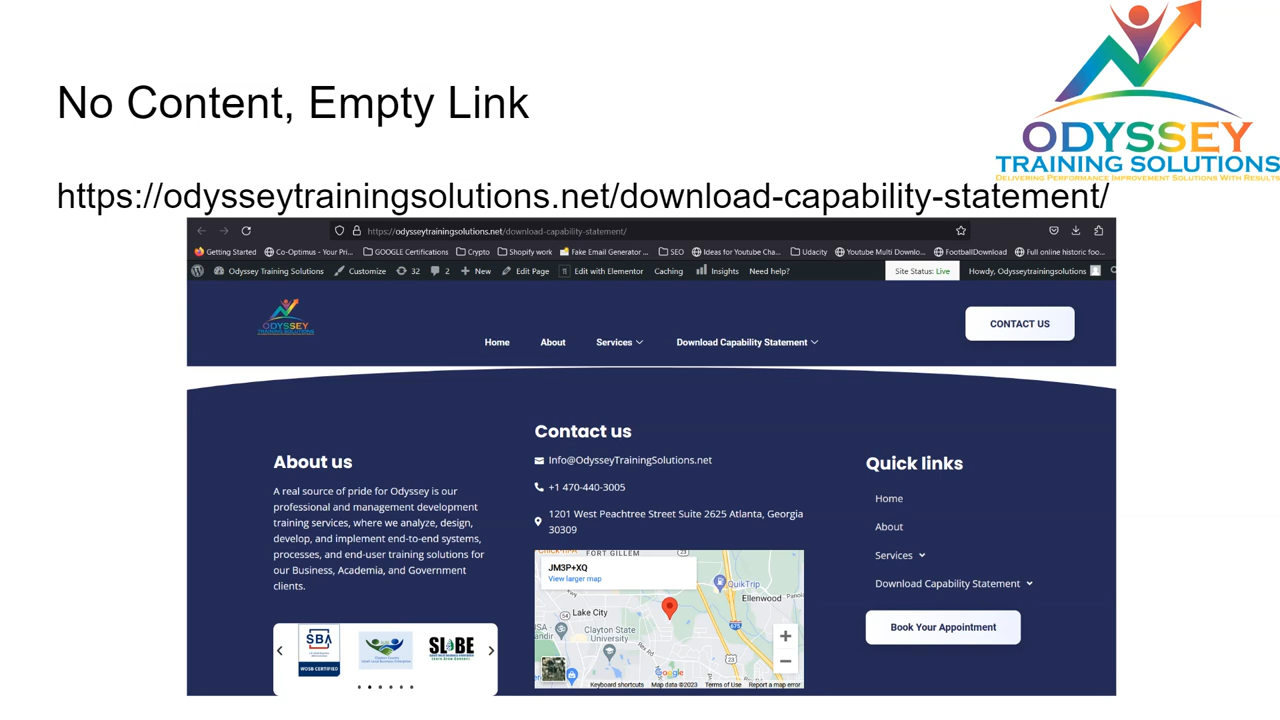 No Content, Empty Link
ODYSSEY
TRAINING SOLUTIONS
DELIVERING PERFORMANCE IMPROVEMENT SOLUTIONS WITH RESULTS
https://odysseytrainingsolutions.net/download-capability-statement/
https://odysseytrainingsolutions.net/download-capability-statement/
Getting Started Co-Optimus - Your Pri... GOOGLE Certifications Crypto Shopify work Fake Email Generator ... SEO Ideas for Youtube Cha... Udacity Youtube Multi Downlo... FootballDownload Full online historic foo...
Odyssey Training Solutions Customize 32 2 New Edit Page Edit with Elementor Caching Insights Need help? Site Status: Live Howdy, Odysseytrainingsolutions
ODYSSEY
CONTACT US
Home About Services Download Capability Statement
About us
A real source of pride for Odyssey is our
professional and management development
training services, where we analyze, design,
develop, and implement end-to-end systems,
processes, and end-user training solutions for
our Business, Academia, and Government
clients.
SBA
WOSB CERTIFIED
SLBE
Contact us
Info@OdysseyTrainingSolutions.net
+1 470-440-3005
1201 West Peachtree Street Suite 2625 Atlanta, Georgia
30309
FORT GILLEM
23
JM3P+XQ
View larger map
QuikTrip
Ellenwood
Lake City
54
Clayton State
University
675
23
Google
Keyboard shortcuts Map data ©2023 Terms of Use Report a map error
Quick links
Home
About
Services
Download Capability Statement
Book Your Appointment